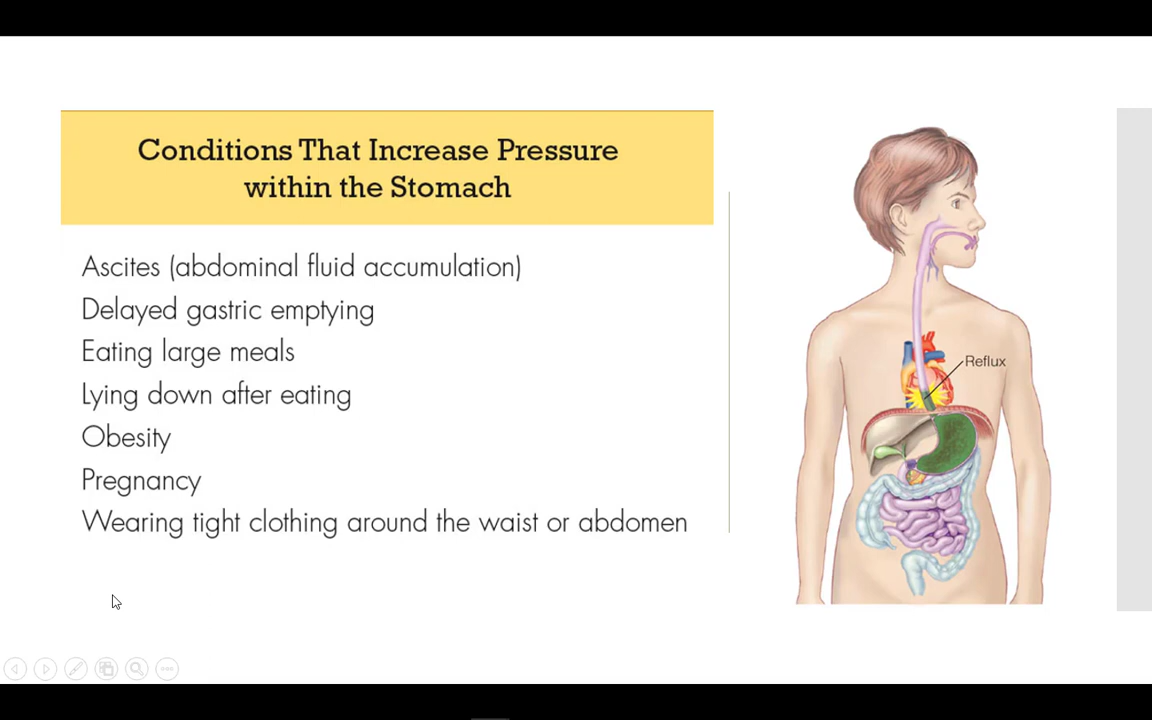 Conditions That Increase Pressure
within the Stomach
Ascites (abdominal fluid accumulation)
Delayed gastric emptying
Eating large meals
Lying down after eating
Obesity
Pregnancy
Wearing tight clothing around the waist or abdomen
Reflux